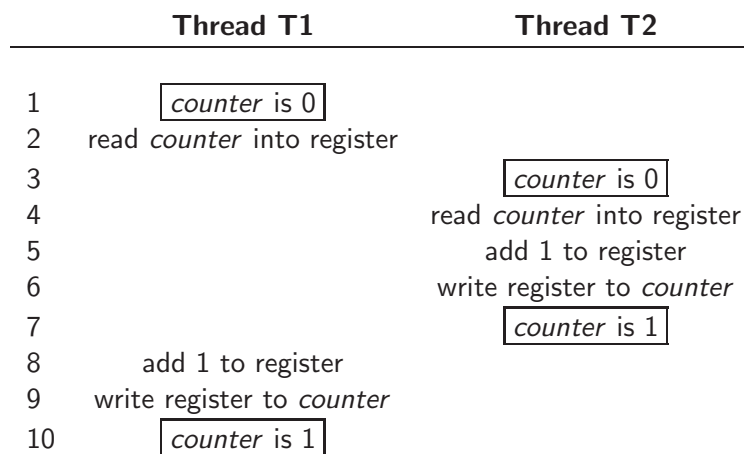 Thread T1 Thread T2
1 counter is 0
2 read counter into register
3 counter is 0
4 read counter into register
5 add 1 to register
6 write register to counter
7 counter is 1
8 add 1 to register
9 write register to counter
10 counter is 1